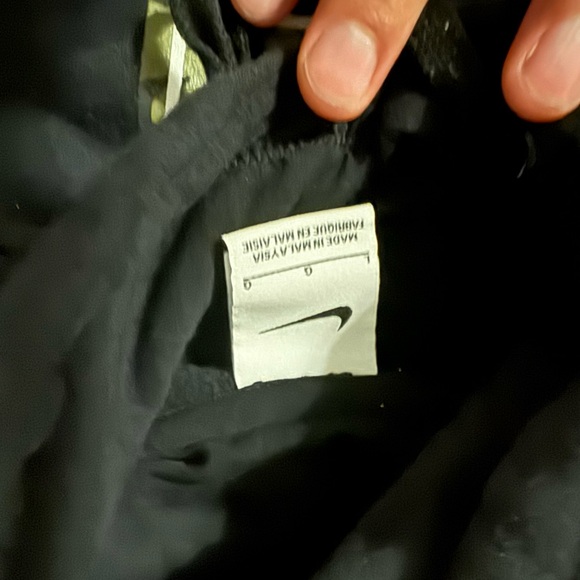 L G G
MADE IN MALAYSIA
FABRIQUE EN MALAISIE